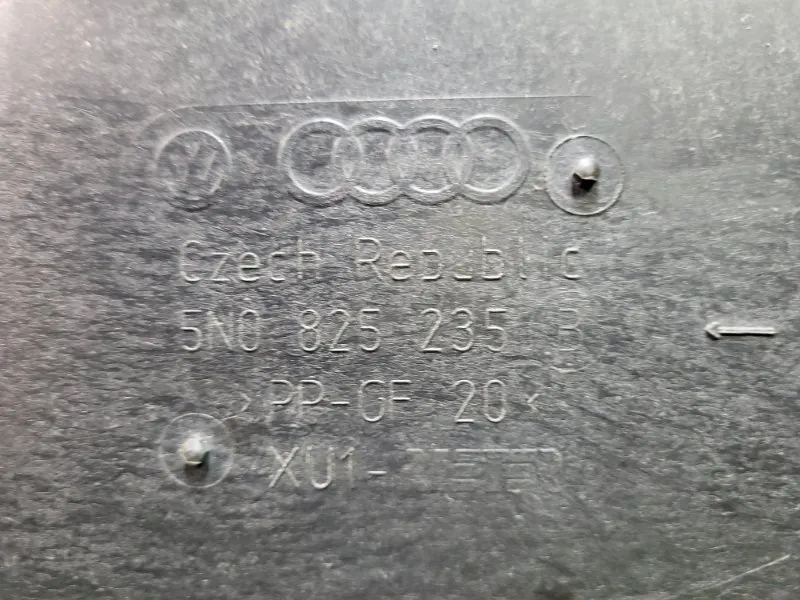 Czech Republic
5N0 825 235 B
>PP-GF 20<
XU1-